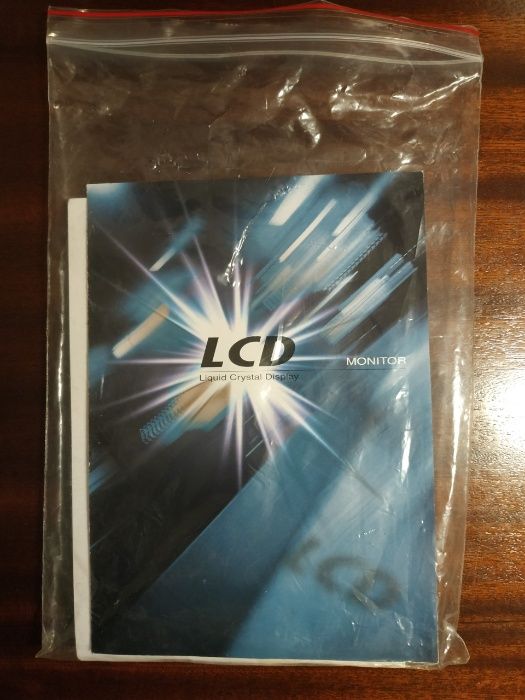 LCD
Liquid Crystal Display
MONITOR
LCD